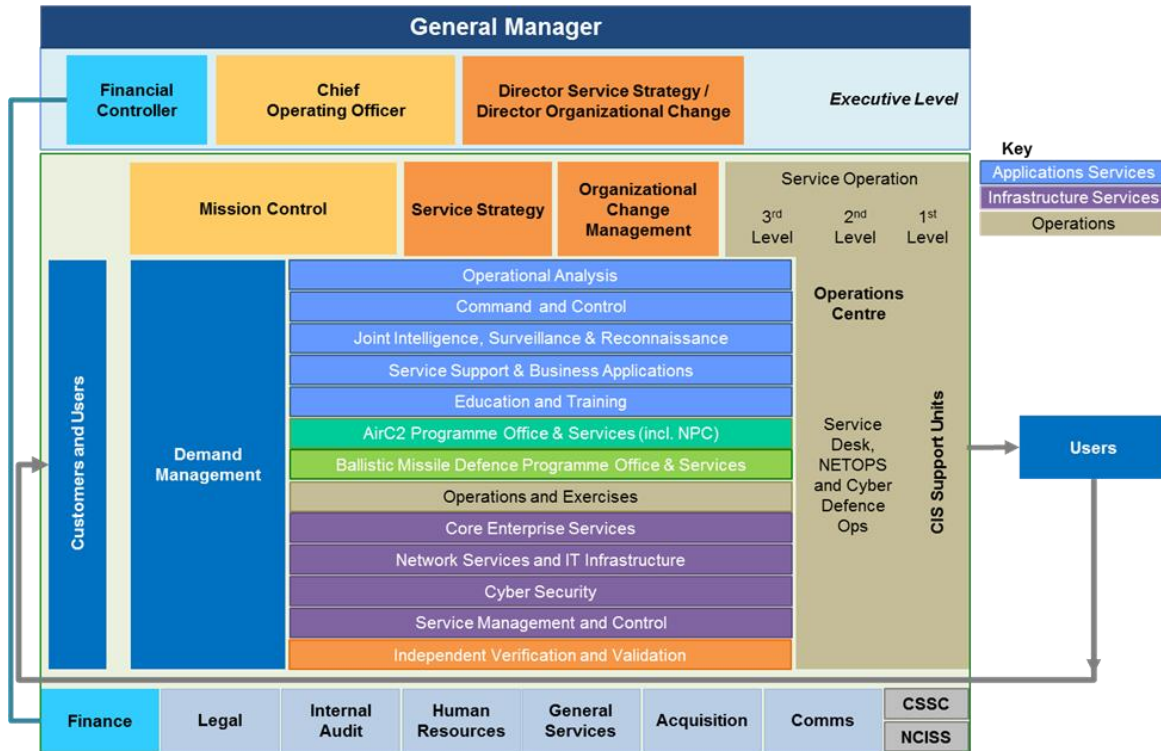 General Manager
Financial
Controller
Chief
Operating Officer
Director Service Strategy /
Director Organizational Change
Executive Level
Key
Applications Services
Infrastructure Services
Operations
Mission Control
Service Strategy
Organizational
Change
Management
Service Operation
3rd
Level
2nd
Level
1st
Level
Customers and Users
Demand
Management
Operational Analysis
Command and Control
Joint Intelligence, Surveillance & Reconnaissance
Service Support & Business Applications
Education and Training
AirC2 Programme Office & Services (incl. NPC)
Ballistic Missile Defence Programme Office & Services
Operations and Exercises
Core Enterprise Services
Network Services and IT Infrastructure
Cyber Security
Service Management and Control
Independent Verification and Validation
Operations
Centre
Service
Desk,
NETOPS
and Cyber
Defence
Ops
CIS Support Units
Users
Finance
Legal
Internal
Audit
Human
Resources
General
Services
Acquisition
Comms
CSSC
NCISS